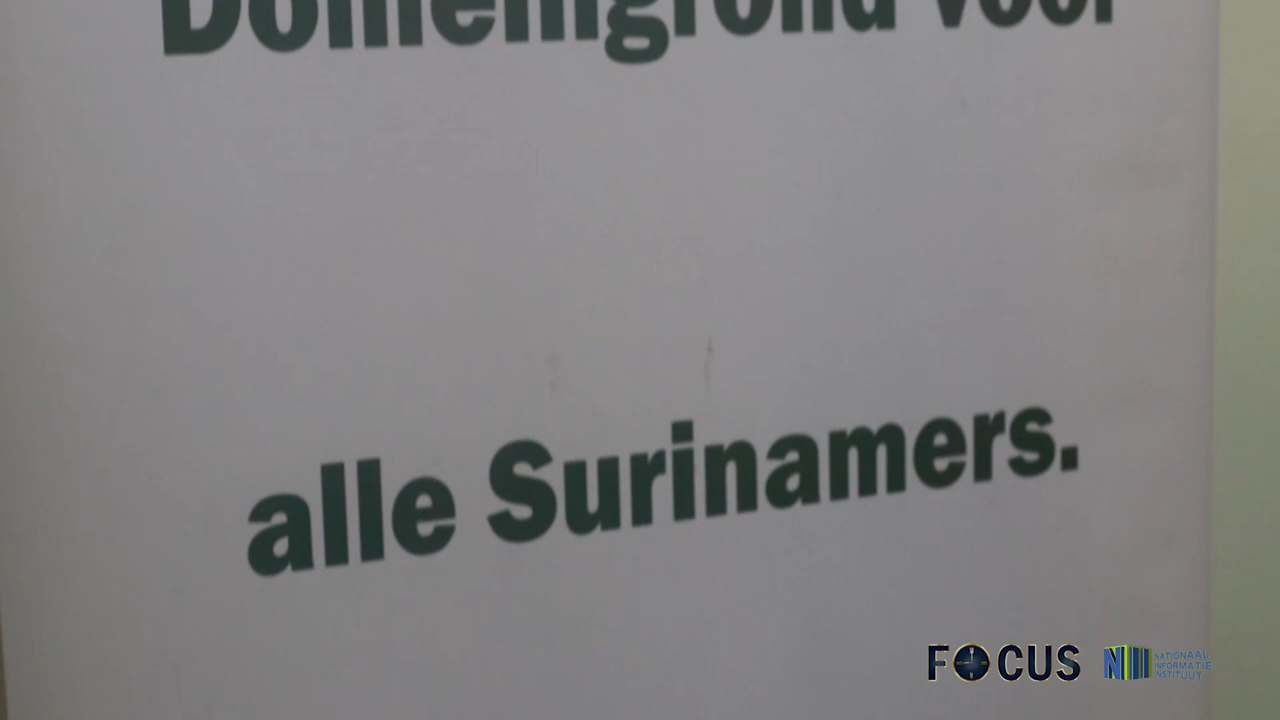 Domeingrond voor
alle Surinamers.
FOCUS
NATIONAAL
INFORMATIE
INSTITUUT